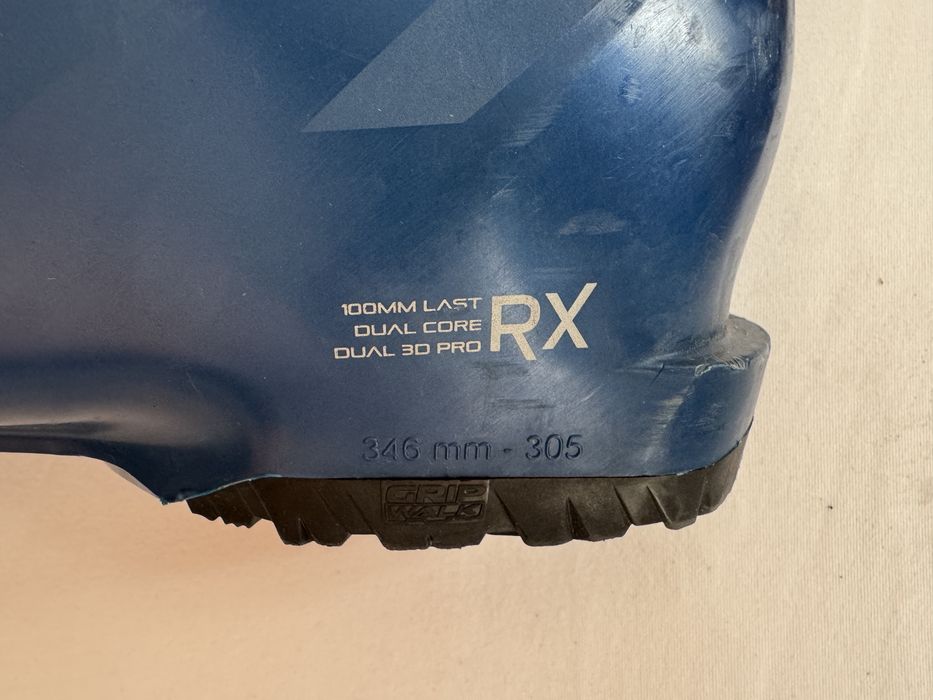 100MM LAST
DUAL CORE
DUAL 3D PRO
RX
346 mm - 305
GRIP
WALK